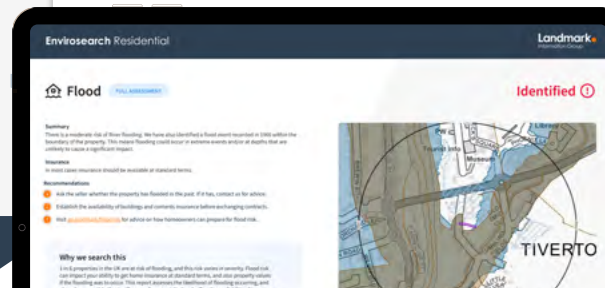 Envirosearch Residential
Landmark
Information Group
Flood
FULL ASSESSMENT
Identified
Summary
There is a moderate risk of River flooding. We have also identified a flood event recorded in 1960 within the
boundary of the property. This means flooding could occur in extreme events and/or at depths that are
unlikely to cause a significant impact.
Insurance
In most cases insurance should be available at standard terms.
Recommendations
Ask the seller whether the property has flooded in the past. If it has, contact us for advice.
Establish the availability of buildings and contents insurance before exchanging contracts.
Visit for advice on how homeowners can prepare for flood risk.
Why we search this
1 in 6 properties in the UK are at risk of flooding, and this risk varies in severity. Flood risk
can impact your ability to get home insurance at standard terms, and also property values
if the flooding was to occur. This report assesses the likelihood of flooding occurring, and
PW
Library
Tourist Info
Museum
TIVERTO